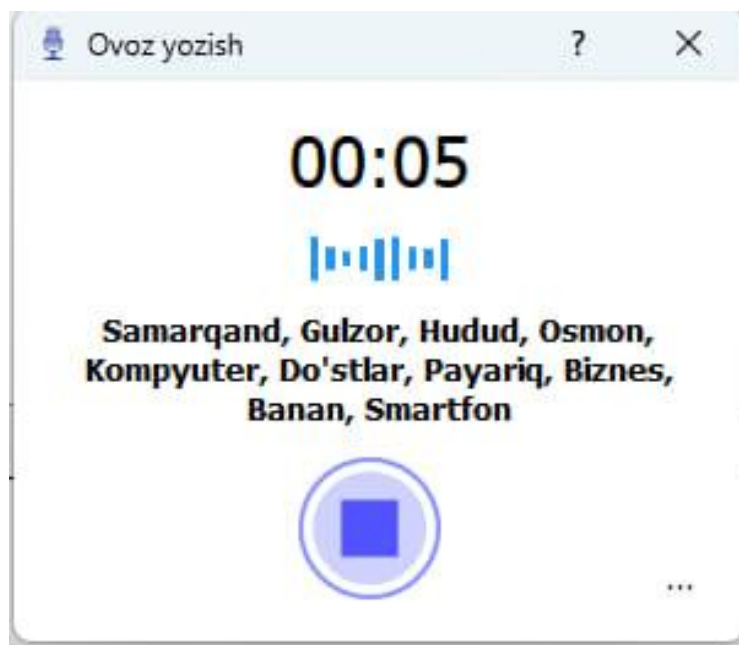 Ovoz yozish ?
00:05
Samarqand, Gulzor, Hudud, Osmon,
Kompyuter, Do'stlar, Payariq, Biznes,
Banan, Smartfon
...